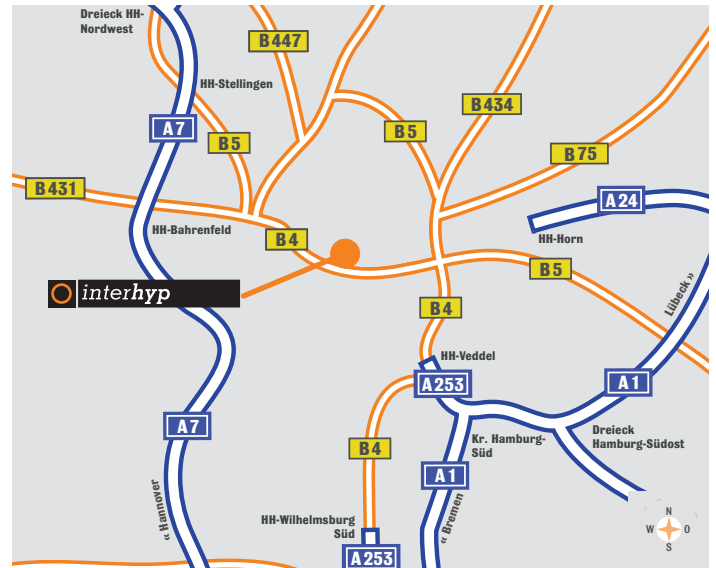 Dreieck HH-
Nordwest
B447
HH-Stellingen
A7
B5
B5
B434
B75
B431
A24
HH-Bahrenfeld
B4
HH-Horn
B5
interhyp
Lübeck »
B4
HH-Veddel
A253
A1
A7
B4
Kr. Hamburg-
Süd
Dreieck
Hamburg-Südost
A1
« Hannover
« Bremen
HH-Wilhelmsburg
Süd
A253
N
W
O
S